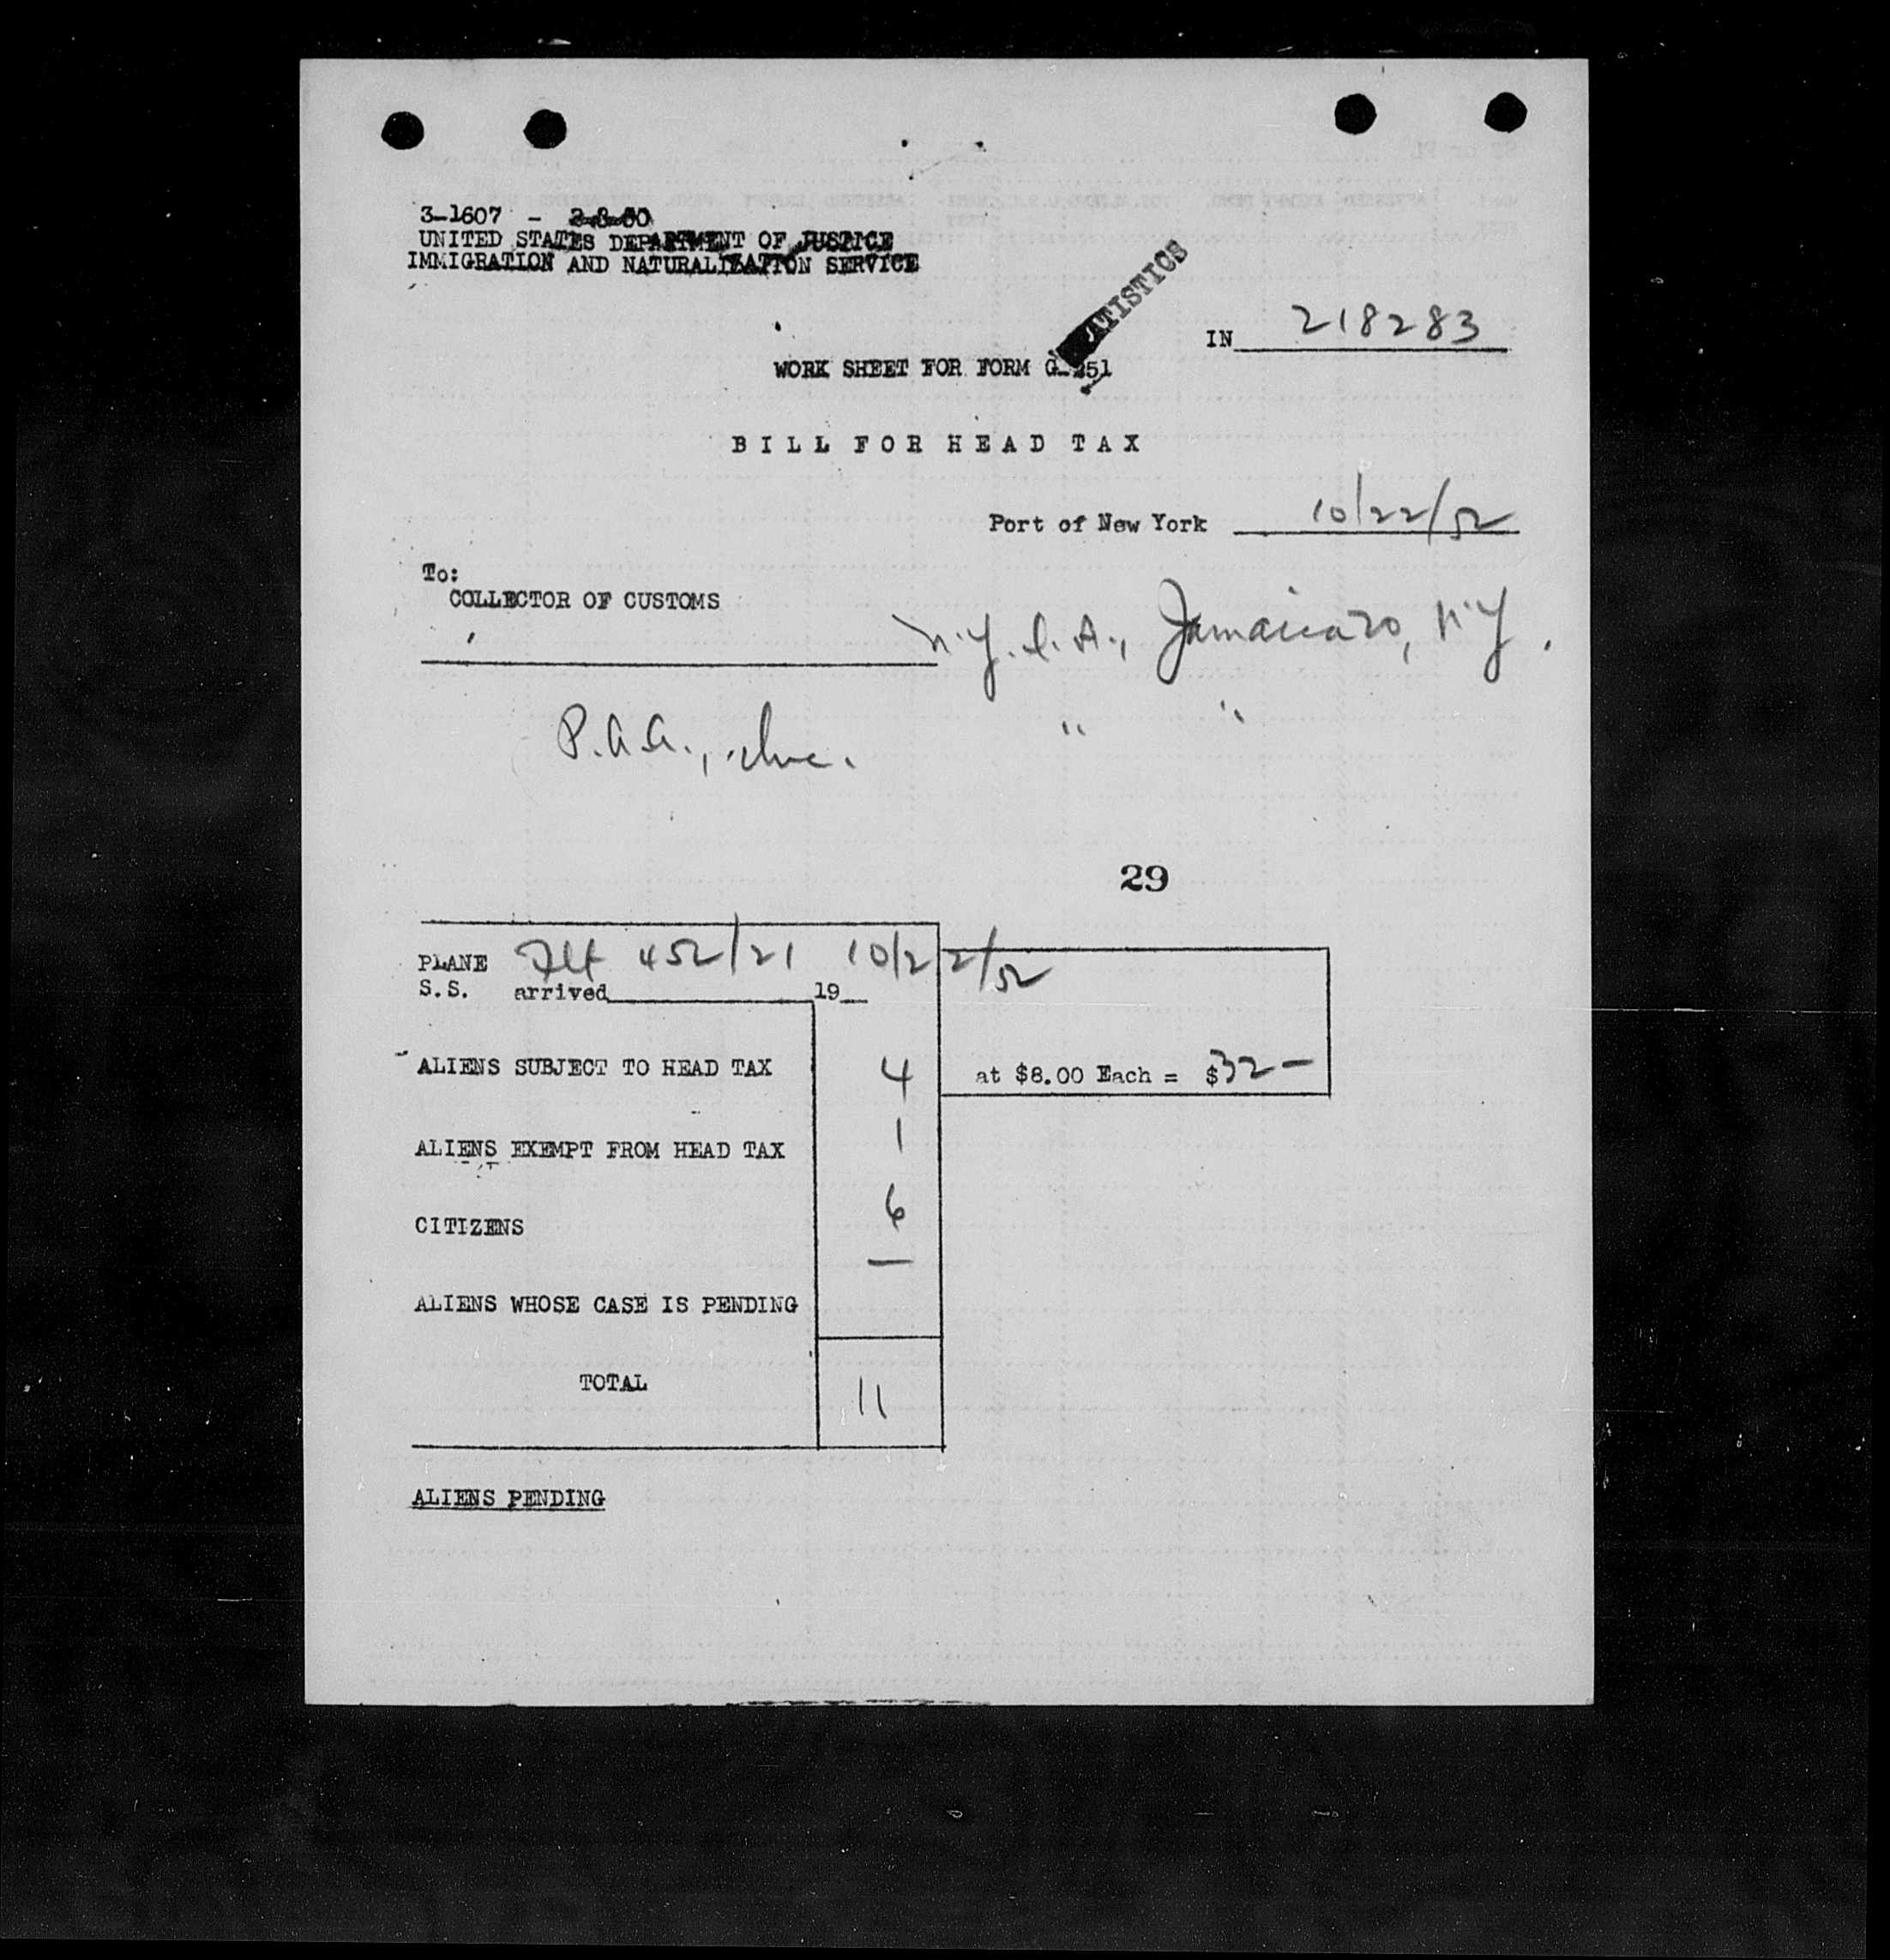 3-1607 - 2-8-50
UNITED STATES DEPARTMENT OF JUSTICE
IMMIGRATION AND NATURALIZATION SERVICE
STATISTICS
IN 218283
WORK SHEET FOR FORM G-251
BILL FOR HEAD TAX
Port of New York 10/22/52
To:
COLLECTOR OF CUSTOMS
N.Y.I.A., Jamaica 20, N.Y.
P.A.A., Inc. " "
29
PLANE Flt 452/21 10/22/52
S.S. arrived 19
ALIENS SUBJECT TO HEAD TAX 4 at $8.00 Each = $32-
ALIENS EXEMPT FROM HEAD TAX 1
CITIZENS 6
ALIENS WHOSE CASE IS PENDING —
TOTAL 11
ALIENS PENDING